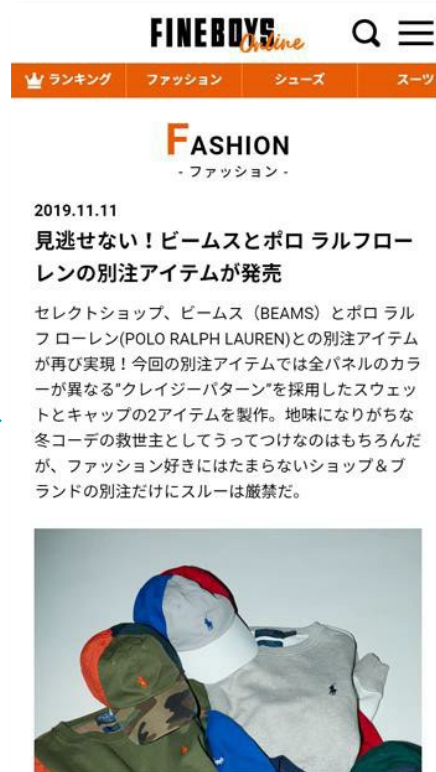 FINEBOYS Online
ランキング ファッション シューズ スーツ
FASHION
- ファッション -
2019.11.11
見逃せない！ビームスとポロ ラルフロー
レンの別注アイテムが発売
セレクトショップ、ビームス（BEAMS）とポロ ラル
フ ローレン(POLO RALPH LAUREN)との別注アイテム
が再び実現！今回の別注アイテムでは全パネルのカラ
ーが異なる“クレイジーパターン”を採用したスウェッ
トとキャップの2アイテムを製作。地味になりがちな
冬コーデの救世主としてうってつけなのはもちろんだ
が、ファッション好きにはたまらないショップ＆ブ
ランドの別注だけにスルーは厳禁だ。